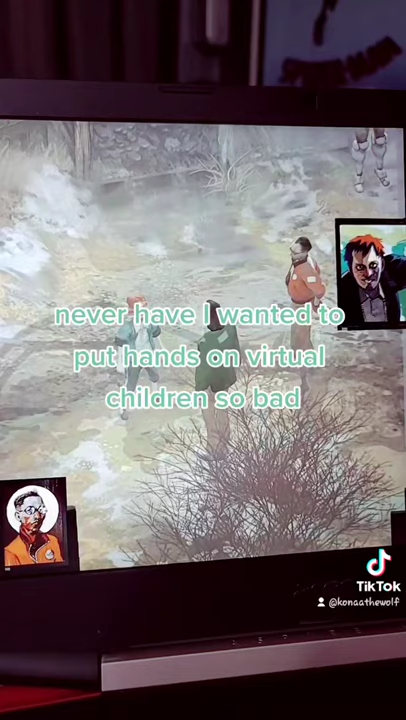 never have I wanted to
put hands on virtual
children so bad
TikTok
@konaathewolf